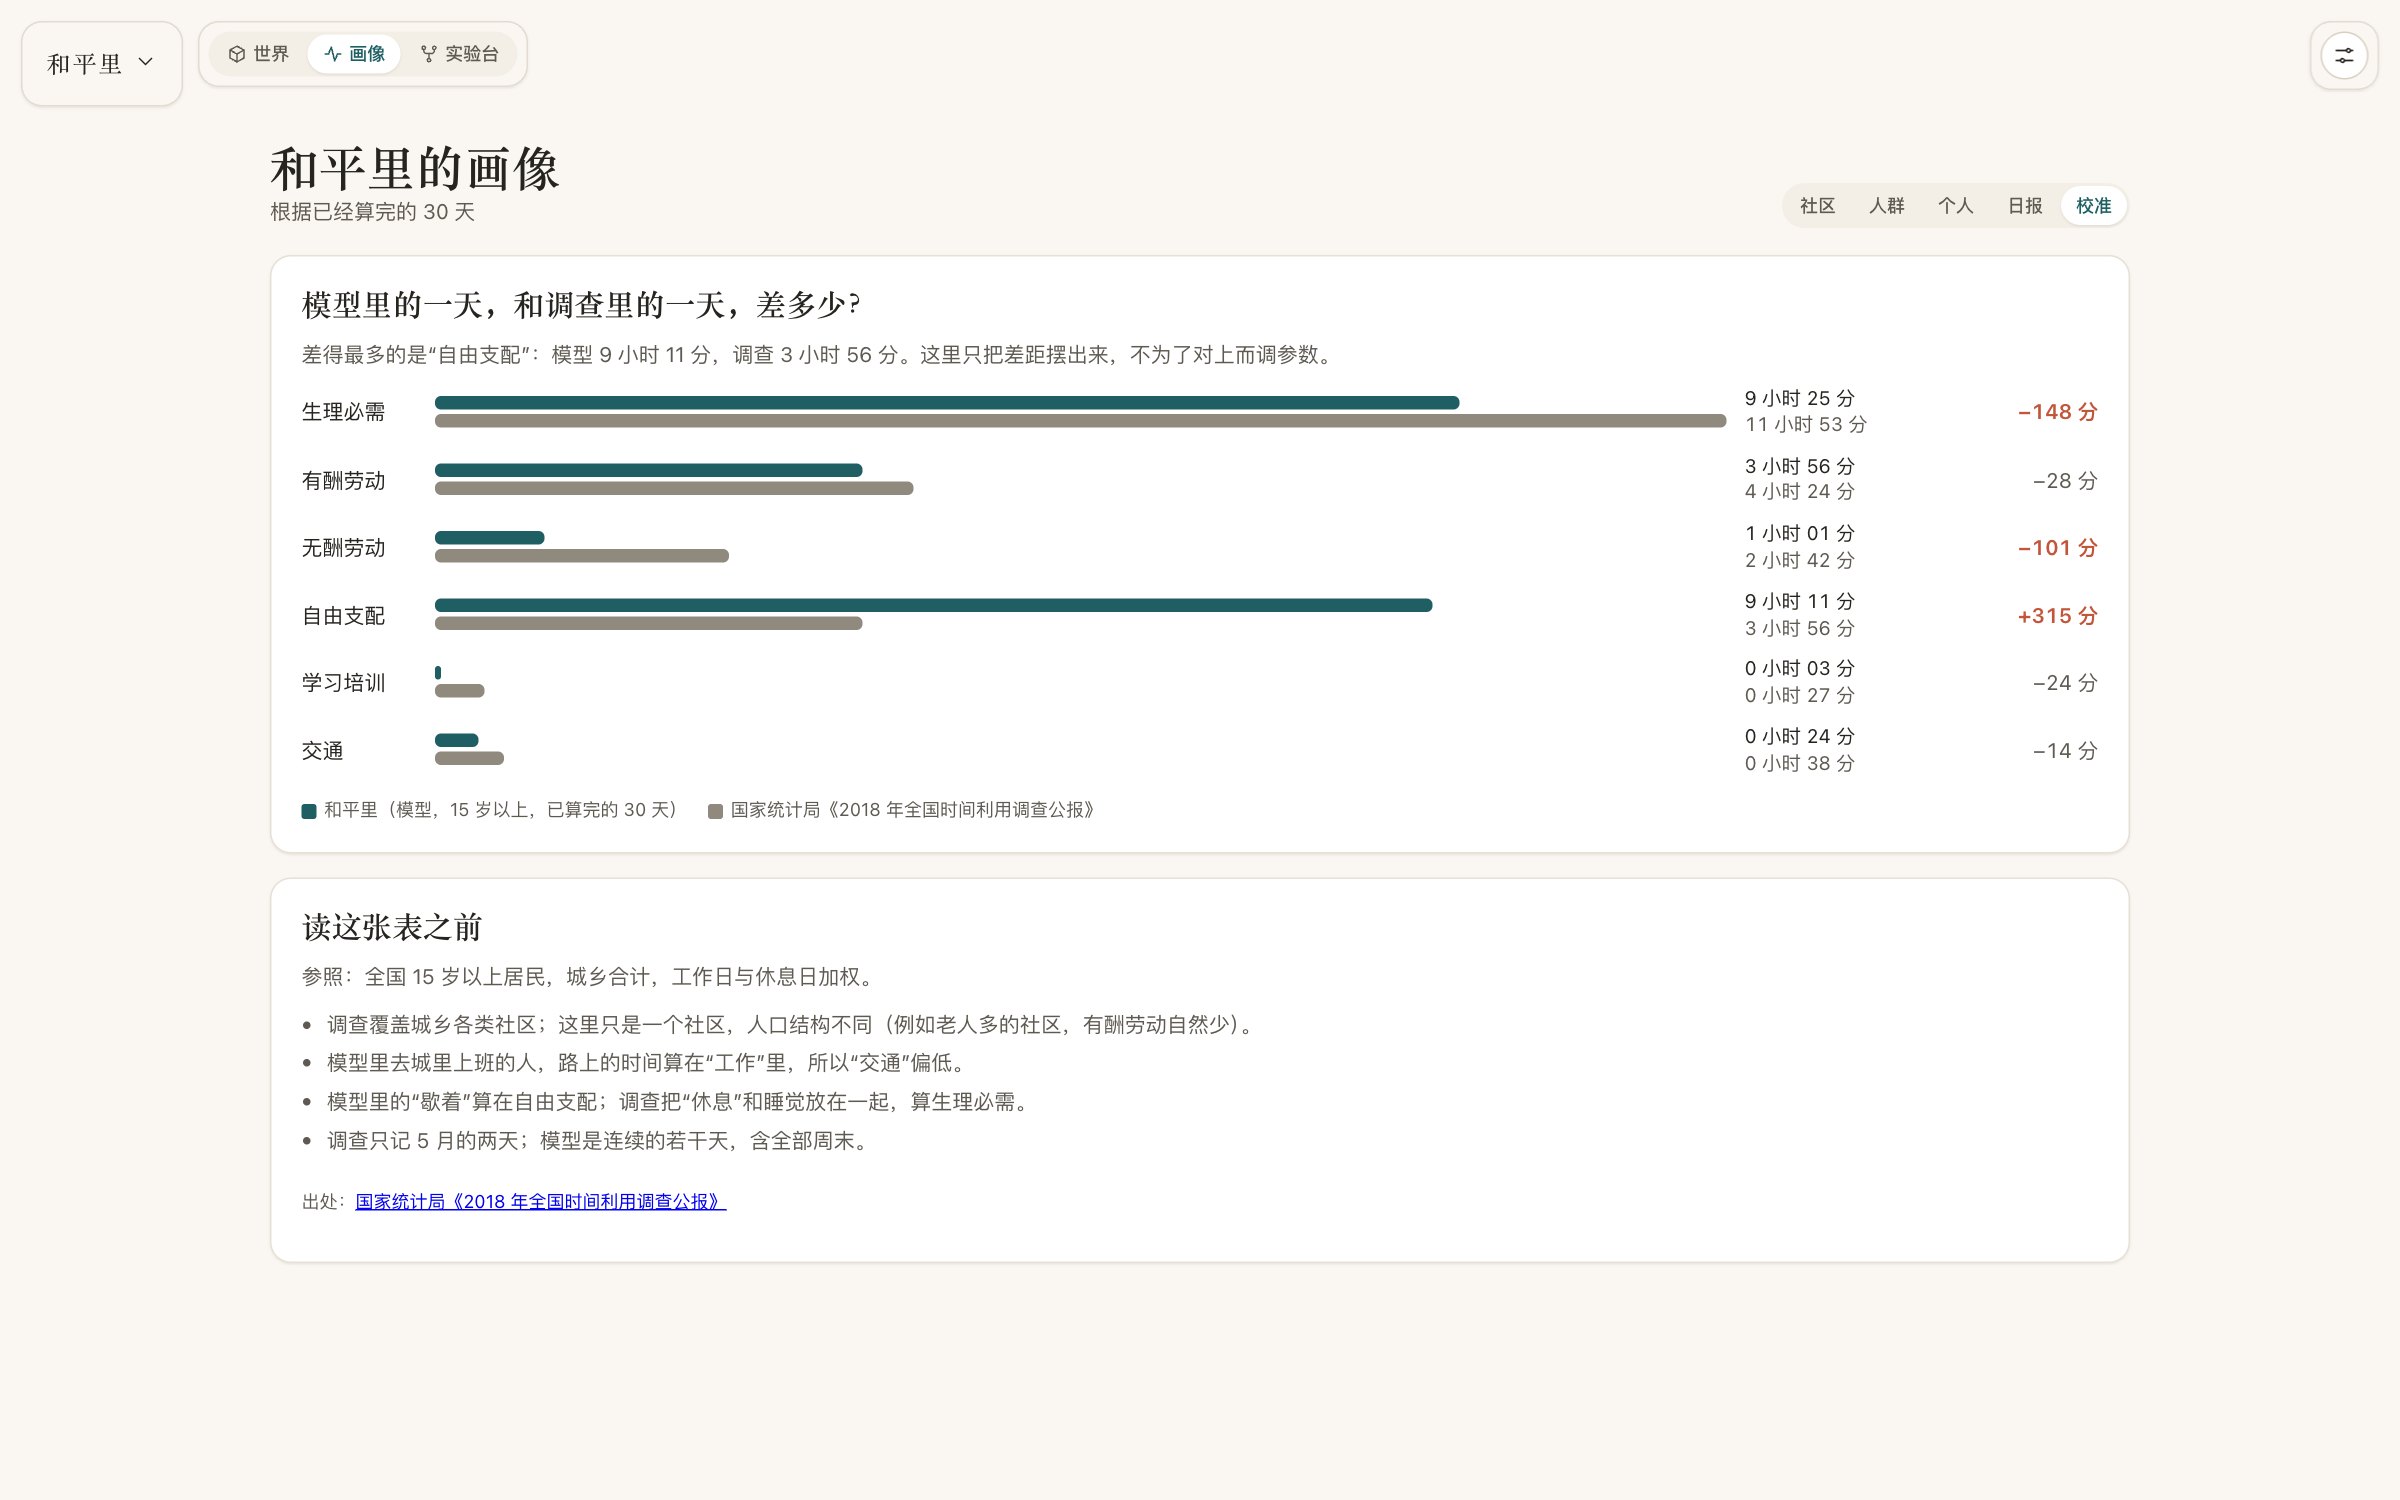 和平里
世界
画像
实验台
和平里的画像
根据已经算完的 30 天
社区
人群
个人
日报
校准
模型里的一天，和调查里的一天，差多少？
差得最多的是“自由支配”：模型 9 小时 11 分，调查 3 小时 56 分。这里只把差距摆出来，不为了对上而调参数。
生理必需
9 小时 25 分
11 小时 53 分
−148 分
有酬劳动
3 小时 56 分
4 小时 24 分
−28 分
无酬劳动
1 小时 01 分
2 小时 42 分
−101 分
自由支配
9 小时 11 分
3 小时 56 分
+315 分
学习培训
0 小时 03 分
0 小时 27 分
−24 分
交通
0 小时 24 分
0 小时 38 分
−14 分
和平里（模型，15 岁以上，已算完的 30 天）
国家统计局《2018 年全国时间利用调查公报》
读这张表之前
参照：全国 15 岁以上居民，城乡合计，工作日与休息日加权。
• 调查覆盖城乡各类社区；这里只是一个社区，人口结构不同（例如老人多的社区，有酬劳动自然少）。
• 模型里去城里上班的人，路上的时间算在“工作”里，所以“交通”偏低。
• 模型里的“歇着”算在自由支配；调查把“休息”和睡觉放在一起，算生理必需。
• 调查只记 5 月的两天；模型是连续的若干天，含全部周末。
出处：国家统计局《2018 年全国时间利用调查公报》